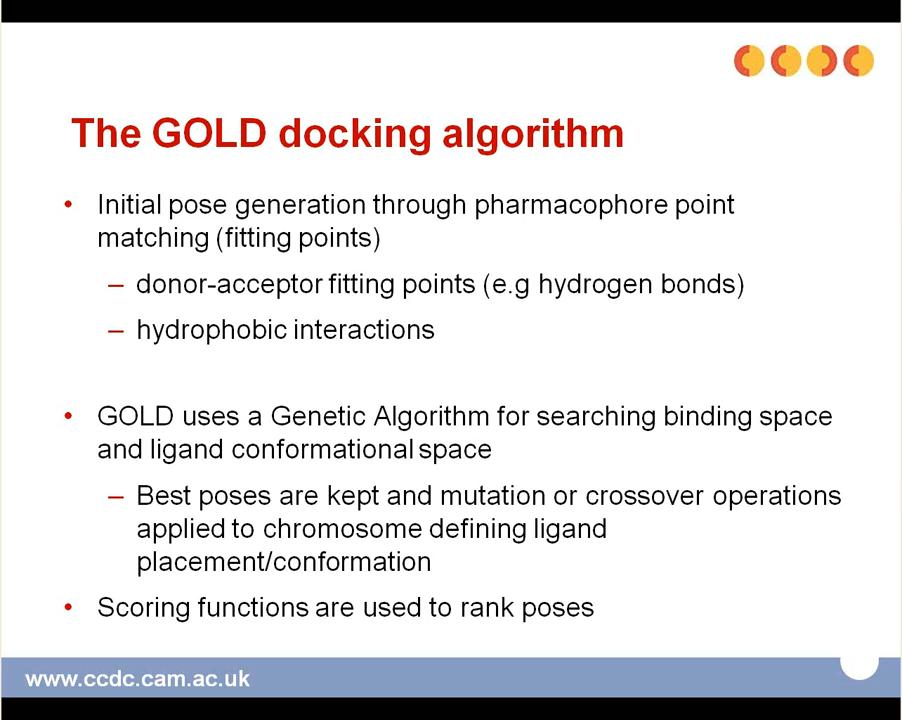 The GOLD docking algorithm
• Initial pose generation through pharmacophore point
matching (fitting points)
– donor-acceptor fitting points (e.g hydrogen bonds)
– hydrophobic interactions
• GOLD uses a Genetic Algorithm for searching binding space
and ligand conformational space
– Best poses are kept and mutation or crossover operations
applied to chromosome defining ligand
placement/conformation
• Scoring functions are used to rank poses
www.ccdc.cam.ac.uk